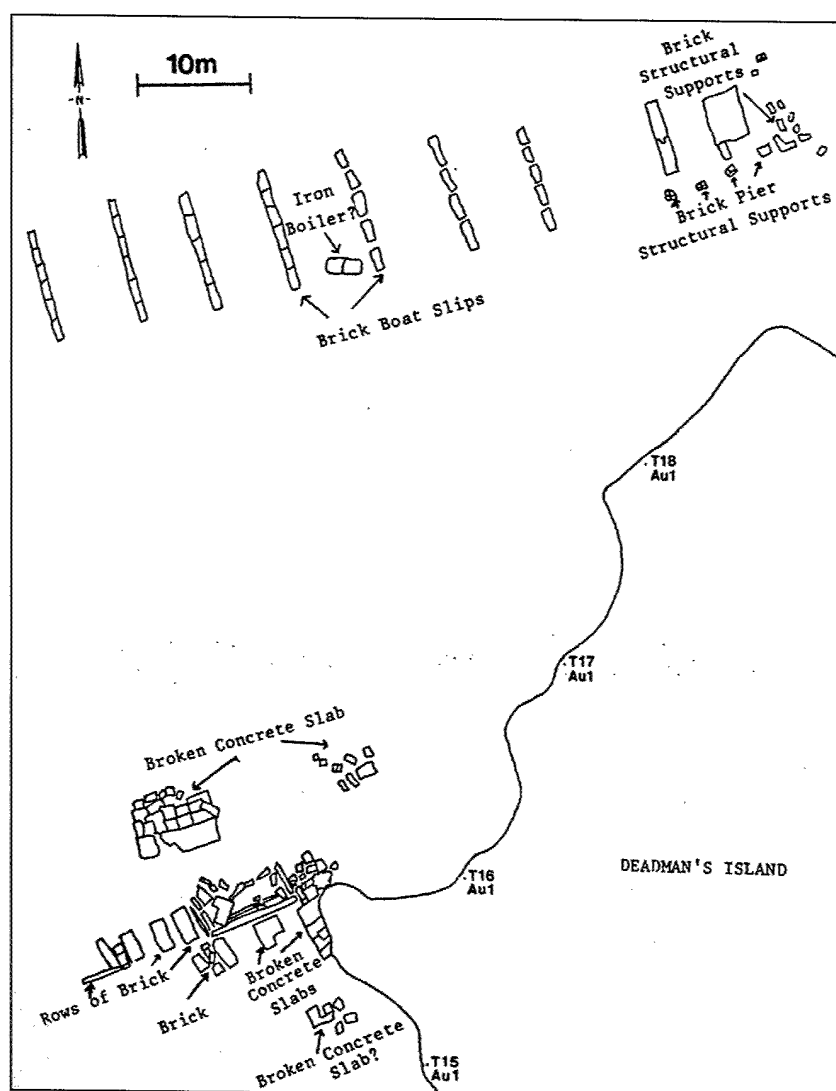 Brick
Structural
Supports
-N-
10m
Iron
Boiler?
Brick Pier
Structural Supports
Brick Boat Slips
T18
Au1
T17
Au1
Broken Concrete Slab
T16
Au1
DEADMAN'S ISLAND
Rows of Brick
Brick
Broken
Concrete
Slabs
Broken Concrete
Slab?
T15
Au1